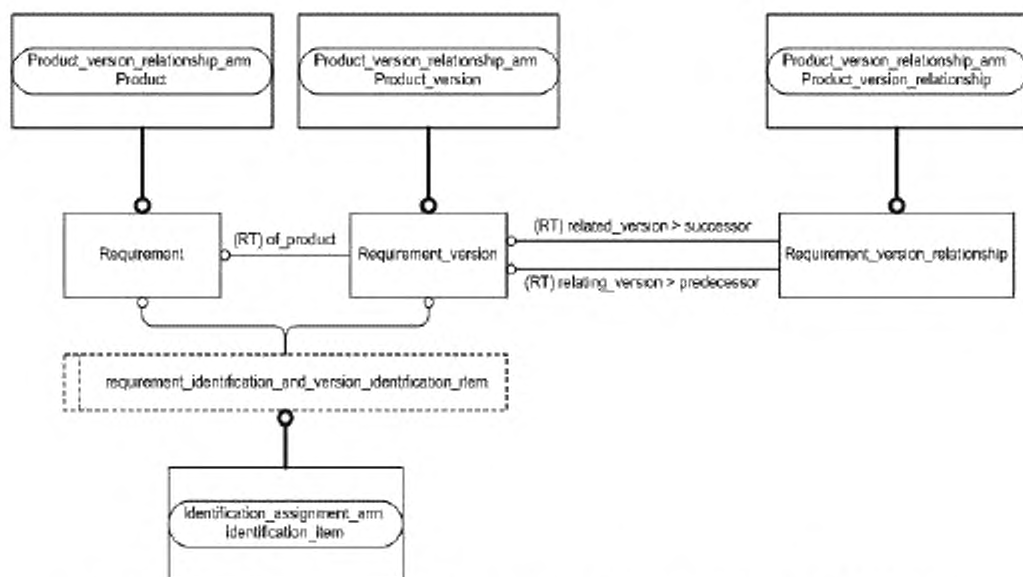 Product_version_relationship_arm
Product
Product_version_relationship_arm
Product_version
Product_version_relationship_arm
Product_version_relationship
Requirement
(RT) of_product
Requirement_version
(RT) related_version > successor
(RT) relating_version > predecessor
Requirement_version_relationship
requirement_identification_and_version_identification_item
Identification_assignment_arm
identification_item